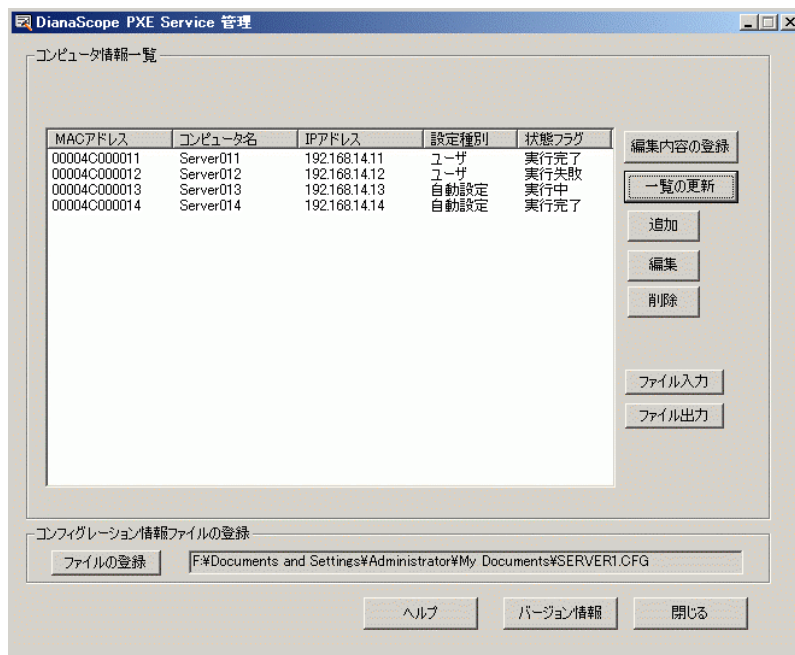 DianaScope PXE Service 管理
コンピュータ情報一覧
MACアドレス コンピュータ名 IPアドレス 設定種別 状態フラグ
00004C000011 Server011 192.168.14.11 ユーザ 実行完了
00004C000012 Server012 192.168.14.12 ユーザ 実行失敗
00004C000013 Server013 192.168.14.13 自動設定 実行中
00004C000014 Server014 192.168.14.14 自動設定 実行完了
編集内容の登録
一覧の更新
追加
編集
削除
ファイル入力
ファイル出力
コンフィグレーション情報ファイルの登録
ファイルの登録 F:¥Documents and Settings¥Administrator¥My Documents¥SERVER1.CFG
ヘルプ バージョン情報 閉じる